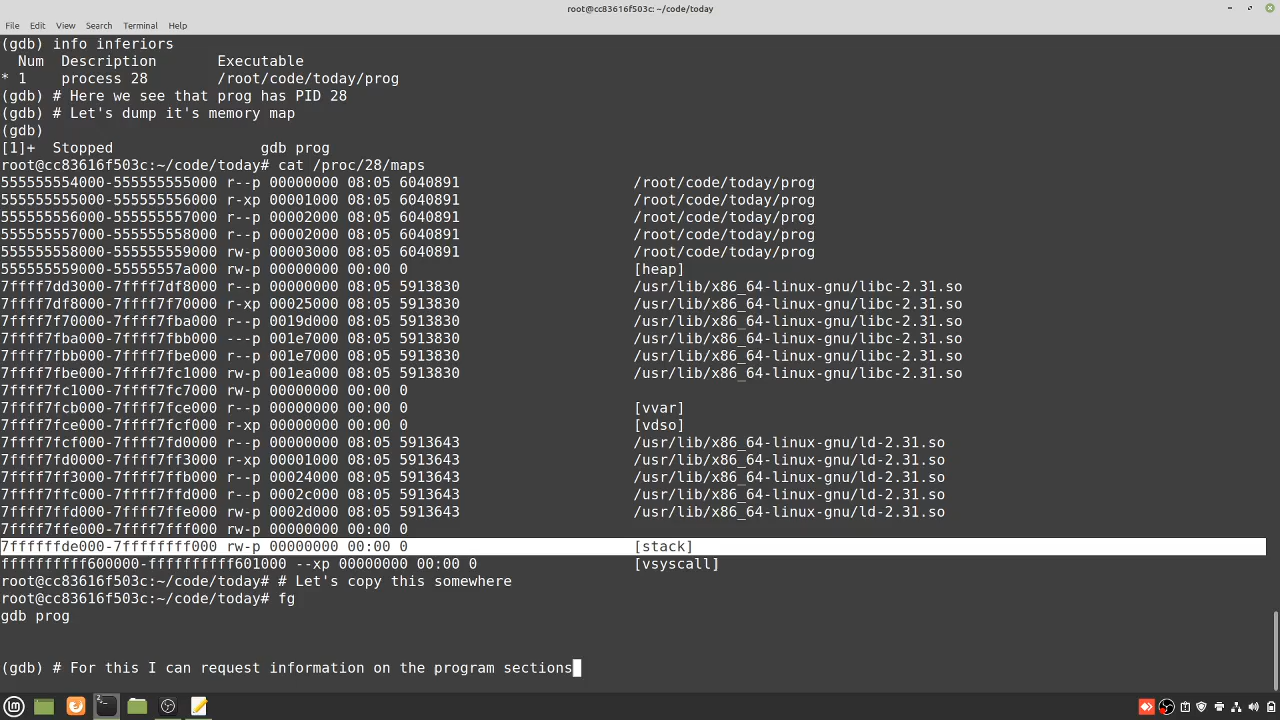 root@cc83616f503c: ~/code/today
File Edit View Search Terminal Help
(gdb) info inferiors
  Num  Description       Executable
* 1    process 28        /root/code/today/prog
(gdb) # Here we see that prog has PID 28
(gdb) # Let's dump it's memory map
(gdb)
[1]+  Stopped                 gdb prog
root@cc83616f503c:~/code/today# cat /proc/28/maps
555555554000-555555555000 r--p 00000000 08:05 6040891                    /root/code/today/prog
555555555000-555555556000 r-xp 00001000 08:05 6040891                    /root/code/today/prog
555555556000-555555557000 r--p 00002000 08:05 6040891                    /root/code/today/prog
555555557000-555555558000 r--p 00002000 08:05 6040891                    /root/code/today/prog
555555558000-555555559000 rw-p 00003000 08:05 6040891                    /root/code/today/prog
555555559000-55555557a000 rw-p 00000000 00:00 0                          [heap]
7ffff7dd3000-7ffff7df8000 r--p 00000000 08:05 5913830                    /usr/lib/x86_64-linux-gnu/libc-2.31.so
7ffff7df8000-7ffff7f70000 r-xp 00025000 08:05 5913830                    /usr/lib/x86_64-linux-gnu/libc-2.31.so
7ffff7f70000-7ffff7fba000 r--p 0019d000 08:05 5913830                    /usr/lib/x86_64-linux-gnu/libc-2.31.so
7ffff7fba000-7ffff7fbb000 ---p 001e7000 08:05 5913830                    /usr/lib/x86_64-linux-gnu/libc-2.31.so
7ffff7fbb000-7ffff7fbe000 r--p 001e7000 08:05 5913830                    /usr/lib/x86_64-linux-gnu/libc-2.31.so
7ffff7fbe000-7ffff7fc1000 rw-p 001ea000 08:05 5913830                    /usr/lib/x86_64-linux-gnu/libc-2.31.so
7ffff7fc1000-7ffff7fc7000 rw-p 00000000 00:00 0
7ffff7fcb000-7ffff7fce000 r--p 00000000 00:00 0                          [vvar]
7ffff7fce000-7ffff7fcf000 r-xp 00000000 00:00 0                          [vdso]
7ffff7fcf000-7ffff7fd0000 r--p 00000000 08:05 5913643                    /usr/lib/x86_64-linux-gnu/ld-2.31.so
7ffff7fd0000-7ffff7ff3000 r-xp 00001000 08:05 5913643                    /usr/lib/x86_64-linux-gnu/ld-2.31.so
7ffff7ff3000-7ffff7ffb000 r--p 00024000 08:05 5913643                    /usr/lib/x86_64-linux-gnu/ld-2.31.so
7ffff7ffc000-7ffff7ffd000 r--p 0002c000 08:05 5913643                    /usr/lib/x86_64-linux-gnu/ld-2.31.so
7ffff7ffd000-7ffff7ffe000 rw-p 0002d000 08:05 5913643                    /usr/lib/x86_64-linux-gnu/ld-2.31.so
7ffff7ffe000-7ffff7fff000 rw-p 00000000 00:00 0
7ffffffde000-7ffffffff000 rw-p 00000000 00:00 0                          [stack]
ffffffffff600000-ffffffffff601000 --xp 00000000 00:00 0                  [vsyscall]
root@cc83616f503c:~/code/today# # Let's copy this somewhere
root@cc83616f503c:~/code/today# fg
gdb prog
(gdb) # For this I can request information on the program sections